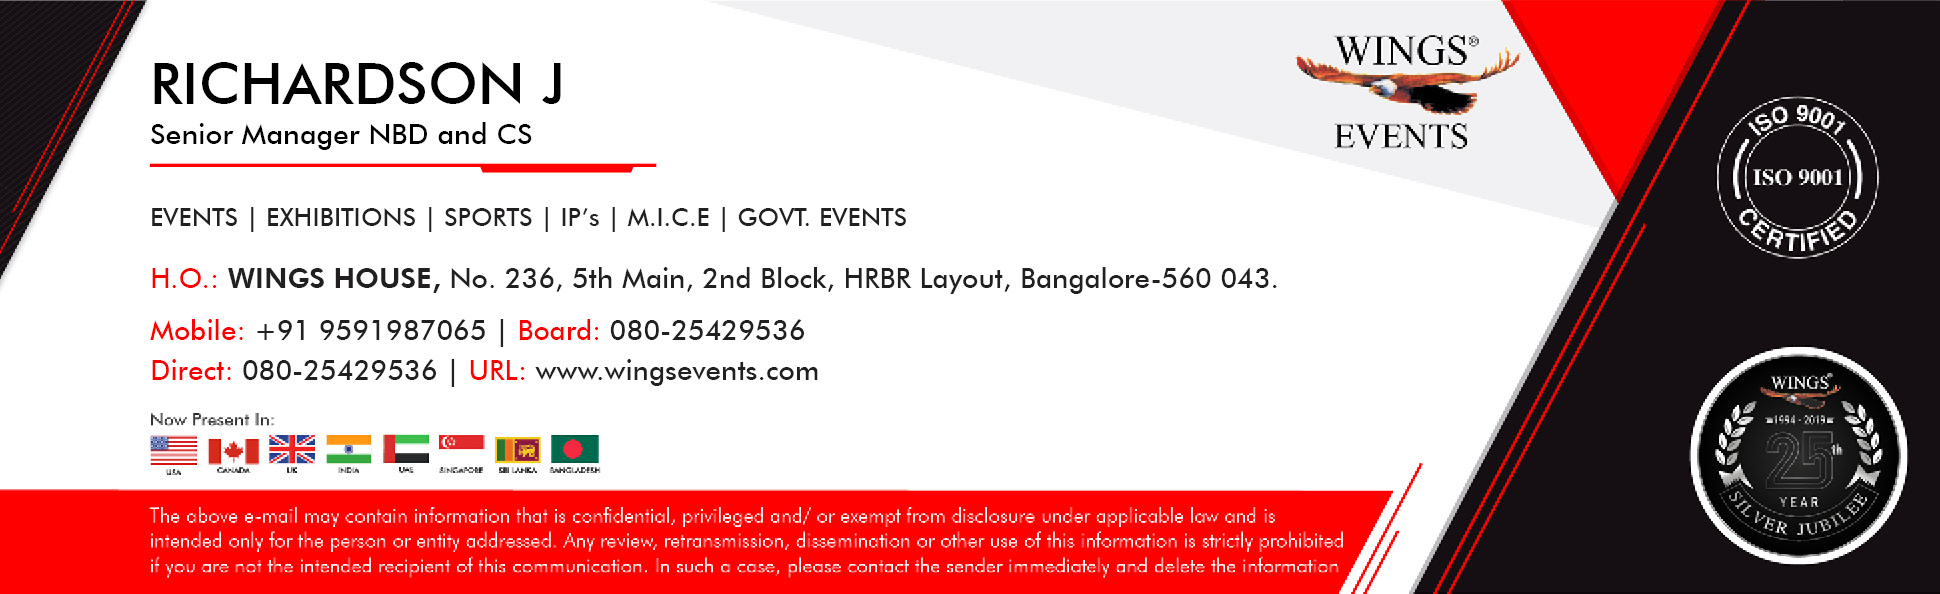 RICHARDSON J
Senior Manager NBD and CS
EVENTS | EXHIBITIONS | SPORTS | IP’s | M.I.C.E | GOVT. EVENTS
H.O.: WINGS HOUSE, No. 236, 5th Main, 2nd Block, HRBR Layout, Bangalore-560 043.
Mobile: +91 9591987065 | Board: 080-25429536
Direct: 080-25429536 | URL: www.wingsevents.com
Now Present In:
USA CANADA UK INDIA UAE SINGAPORE SRI LANKA BANGLADESH
The above e-mail may contain information that is confidential, privileged and/ or exempt from disclosure under applicable law and is
intended only for the person or entity addressed. Any review, retransmission, dissemination or other use of this information is strictly prohibited
if you are not the intended recipient of this communication. In such a case, please contact the sender immediately and delete the information
WINGS®
EVENTS
ISO 9001
ISO 9001
CERTIFIED
WINGS®
1994 - 2019
25th
YEAR
SILVER JUBILEE